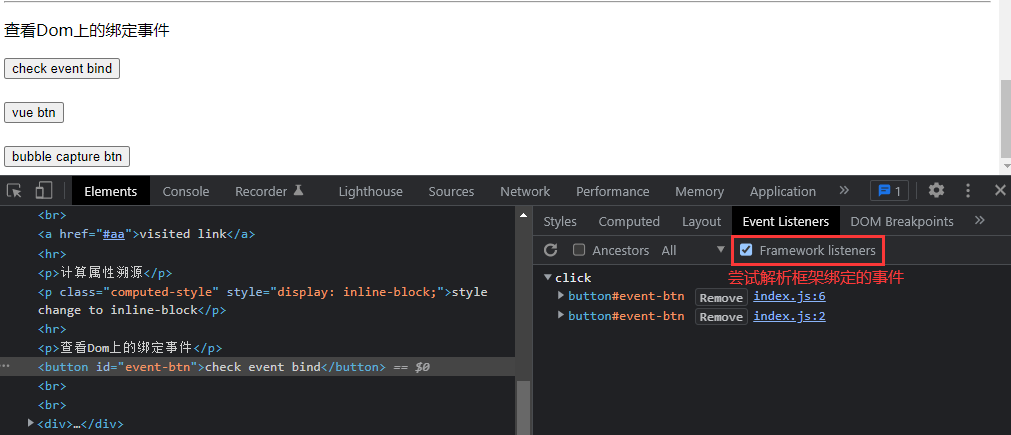 查看Dom上的绑定事件
check event bind
vue btn
bubble capture btn
Elements Console Recorder Lighthouse Sources Network Performance Memory Application » 1
<br>
<a href="#aa">visited link</a>
<hr>
<p>计算属性溯源</p>
<p class="computed-style" style="display: inline-block;">style
change to inline-block</p>
<hr>
<p>查看Dom上的绑定事件</p>
<button id="event-btn">check event bind</button> == $0
<br>
<br>
<div>…</div>
Styles Computed Layout Event Listeners DOM Breakpoints »
Ancestors All Framework listeners
尝试解析框架绑定的事件
click
button#event-btn Remove index.js:6
button#event-btn Remove index.js:2